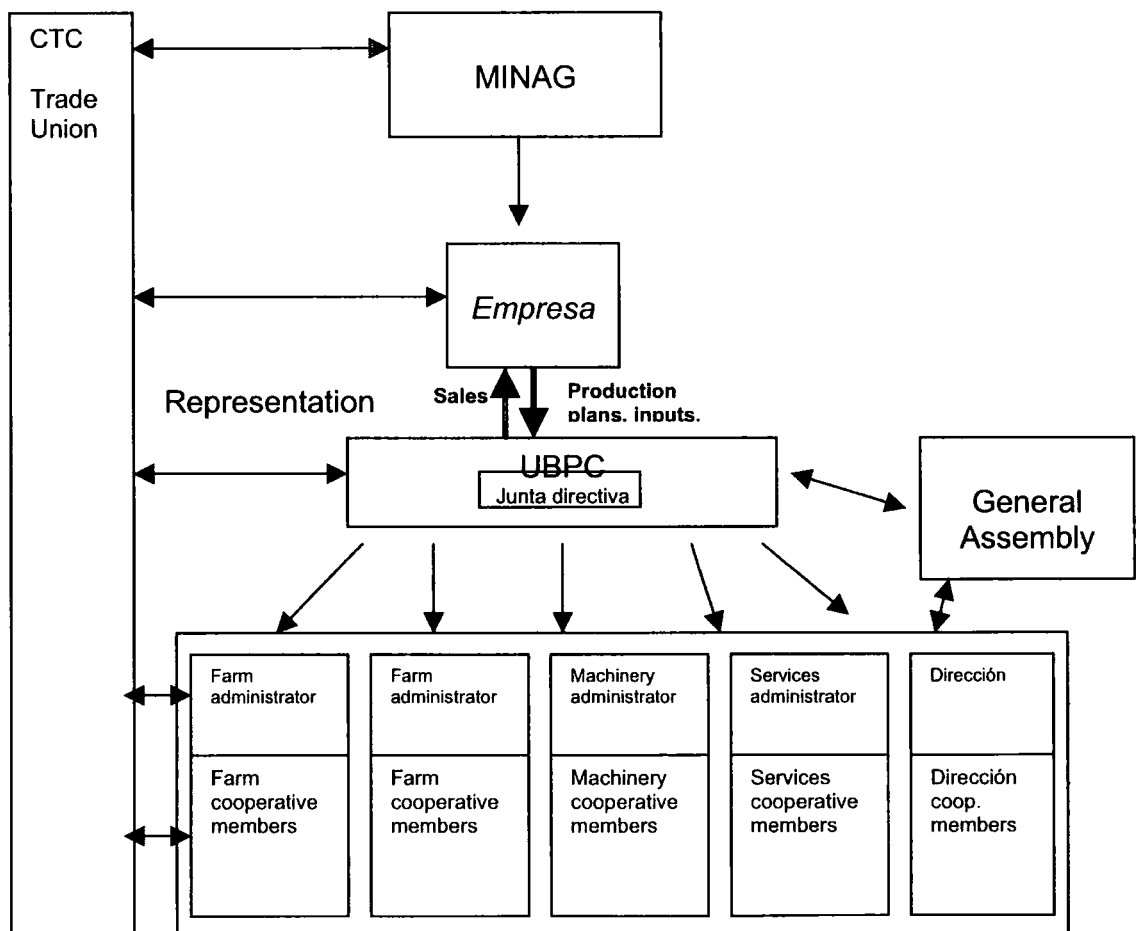 CTC
Trade
Union
MINAG
Empresa
Representation
Sales
Production
plans, inputs.
UBPC
Junta directiva
General
Assembly
Farm
administrator
Farm
administrator
Machinery
administrator
Services
administrator
Dirección
Farm
cooperative
members
Farm
cooperative
members
Machinery
cooperative
members
Services
cooperative
members
Dirección
coop.
members